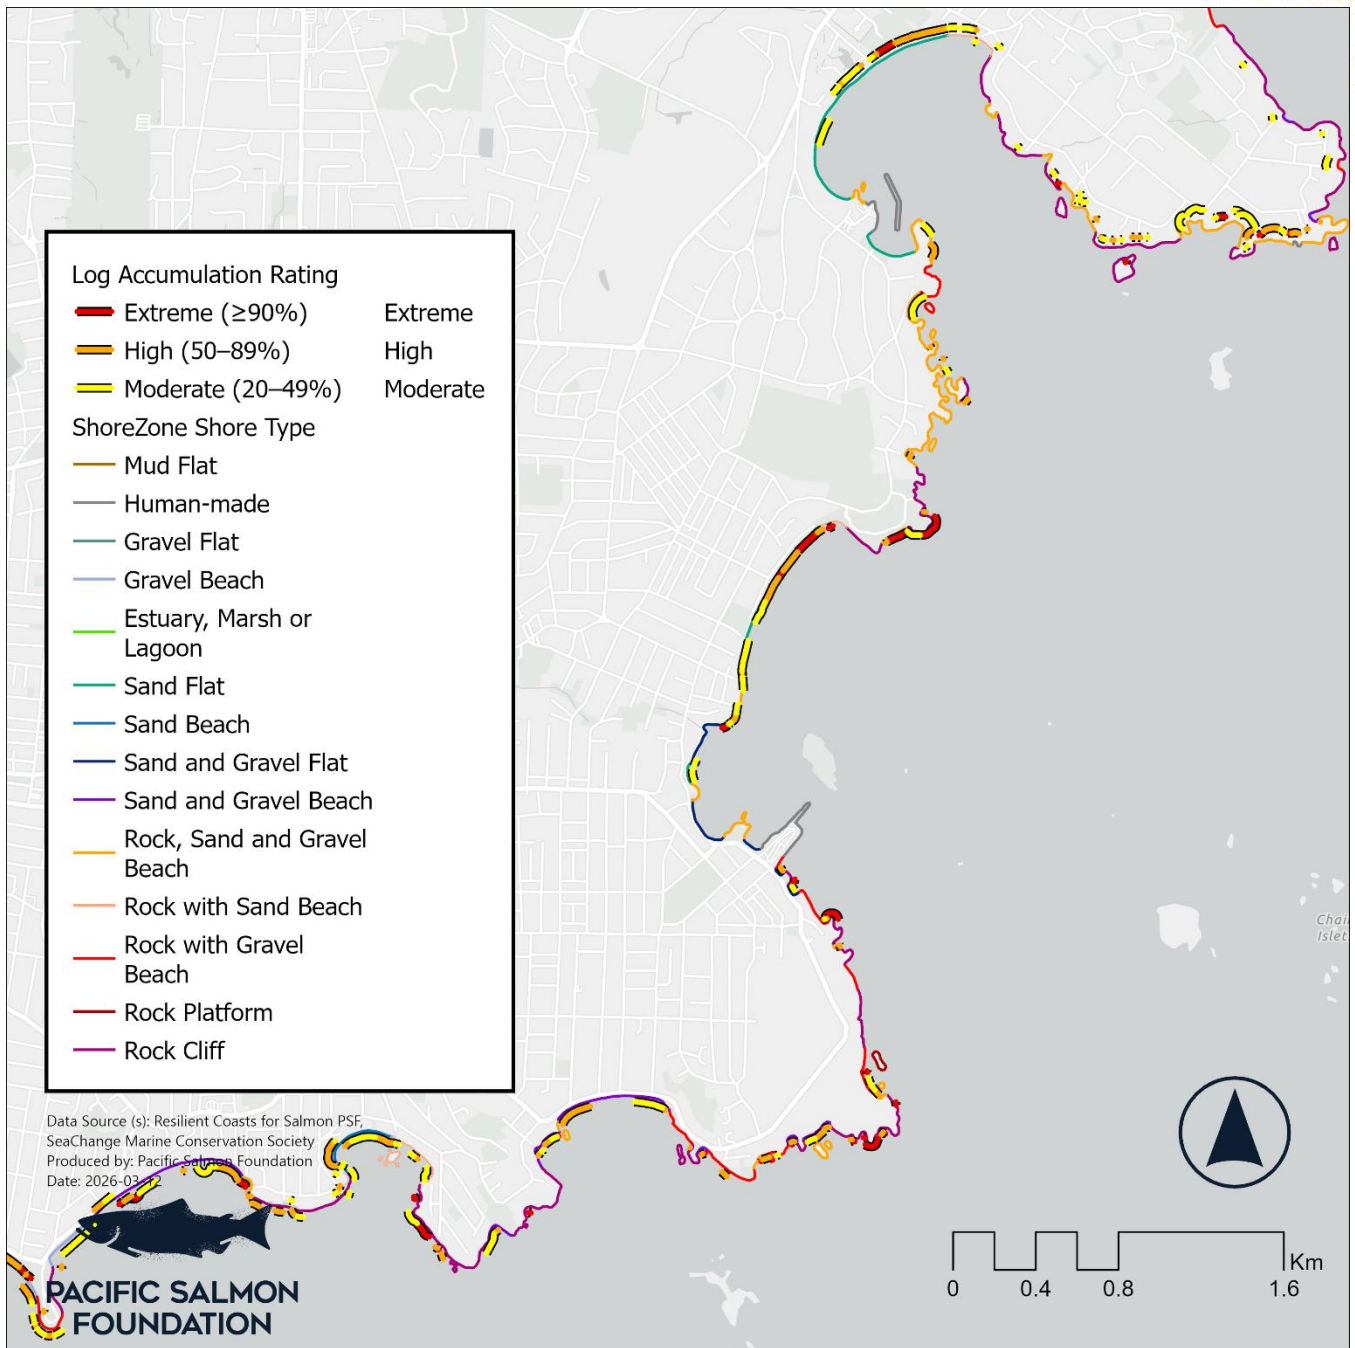 Log Accumulation Rating
Extreme (≥90%) Extreme
High (50–89%) High
Moderate (20–49%) Moderate
ShoreZone Shore Type
Mud Flat
Human-made
Gravel Flat
Gravel Beach
Estuary, Marsh or
Lagoon
Sand Flat
Sand Beach
Sand and Gravel Flat
Sand and Gravel Beach
Rock, Sand and Gravel
Beach
Rock with Sand Beach
Rock with Gravel
Beach
Rock Platform
Rock Cliff
Data Source (s): Resilient Coasts for Salmon PSF,
SeaChange Marine Conservation Society
Produced by: Pacific Salmon Foundation
Date: 2026-03-12
PACIFIC SALMON
FOUNDATION
Km
0 0.4 0.8 1.6